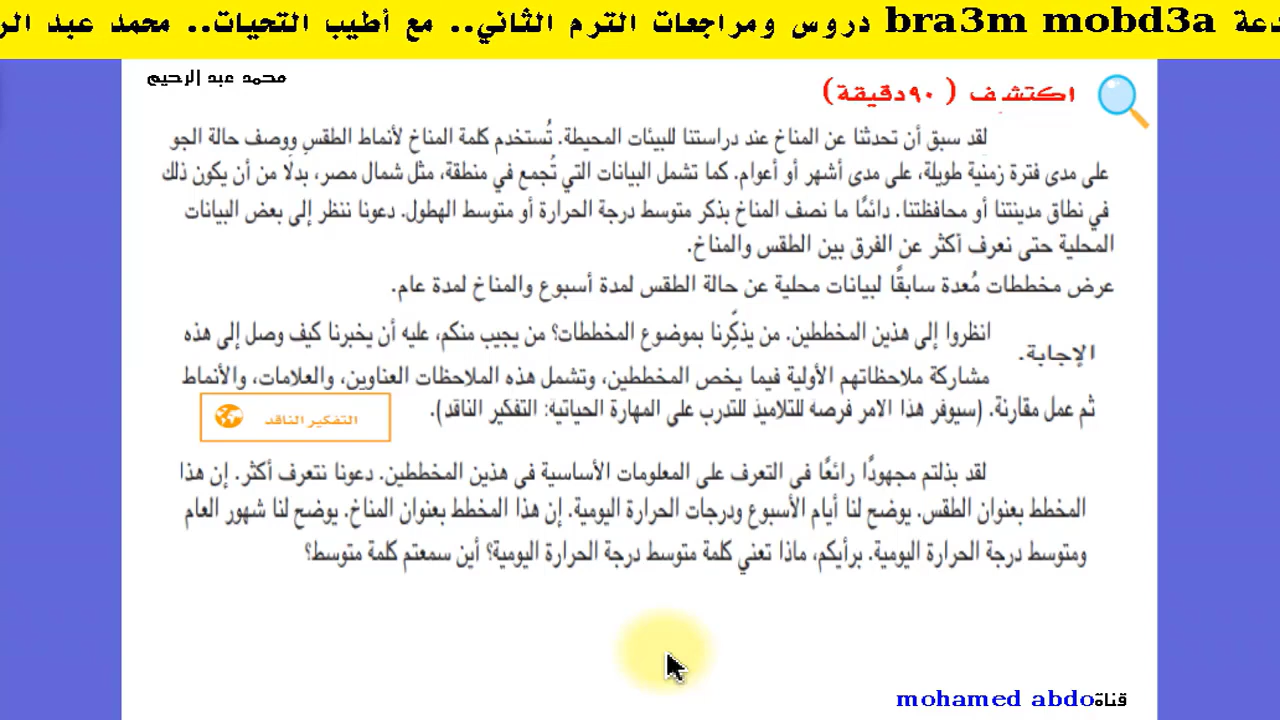 دعة bra3m mobd3a دروس ومراجعات الترم الثاني.. مع أطيب التحيات.. محمد عبد الر
محمد عبد الرحيم
اكتشف ( ٩٠دقيقة)
لقد سبق أن تحدثنا عن المناخ عند دراستنا للبيئات المحيطة. تُستخدم كلمة المناخ لأنماط الطقس ووصف حالة الجو
على مدى فترة زمنية طويلة، على مدى أشهر أو أعوام. كما تشمل البيانات التي تُجمع في منطقة، مثل شمال مصر، بدلًا من أن يكون ذلك
في نطاق مدينتنا أو محافظتنا. دائمًا ما نصف المناخ بذكر متوسط درجة الحرارة أو متوسط الهطول. دعونا ننظر إلى بعض البيانات
المحلية حتى نعرف أكثر عن الفرق بين الطقس والمناخ.
عرض مخططات مُعدة سابقًا لبيانات محلية عن حالة الطقس لمدة أسبوع والمناخ لمدة عام.
انظروا إلى هذين المخططين. من يذكِّرنا بموضوع المخططات؟ من يجيب منكم، عليه أن يخبرنا كيف وصل إلى هذه
الإجابة.
مشاركة ملاحظاتهم الأولية فيما يخص المخططين، وتشمل هذه الملاحظات العناوين، والعلامات، والأنماط
ثم عمل مقارنة. (سيوفر هذا الامر فرصة للتلاميذ للتدرب على المهارة الحياتية: التفكير الناقد).
التفكير الناقد
لقد بذلتم مجهودًا رائعًا في التعرف على المعلومات الأساسية في هذين المخططين. دعونا نتعرف أكثر. إن هذا
المخطط بعنوان الطقس. يوضح لنا أيام الأسبوع ودرجات الحرارة اليومية. إن هذا المخطط بعنوان المناخ. يوضح لنا شهور العام
ومتوسط درجة الحرارة اليومية. برأيكم، ماذا تعني كلمة متوسط درجة الحرارة اليومية؟ أين سمعتم كلمة متوسط؟
قناة mohamed abdo